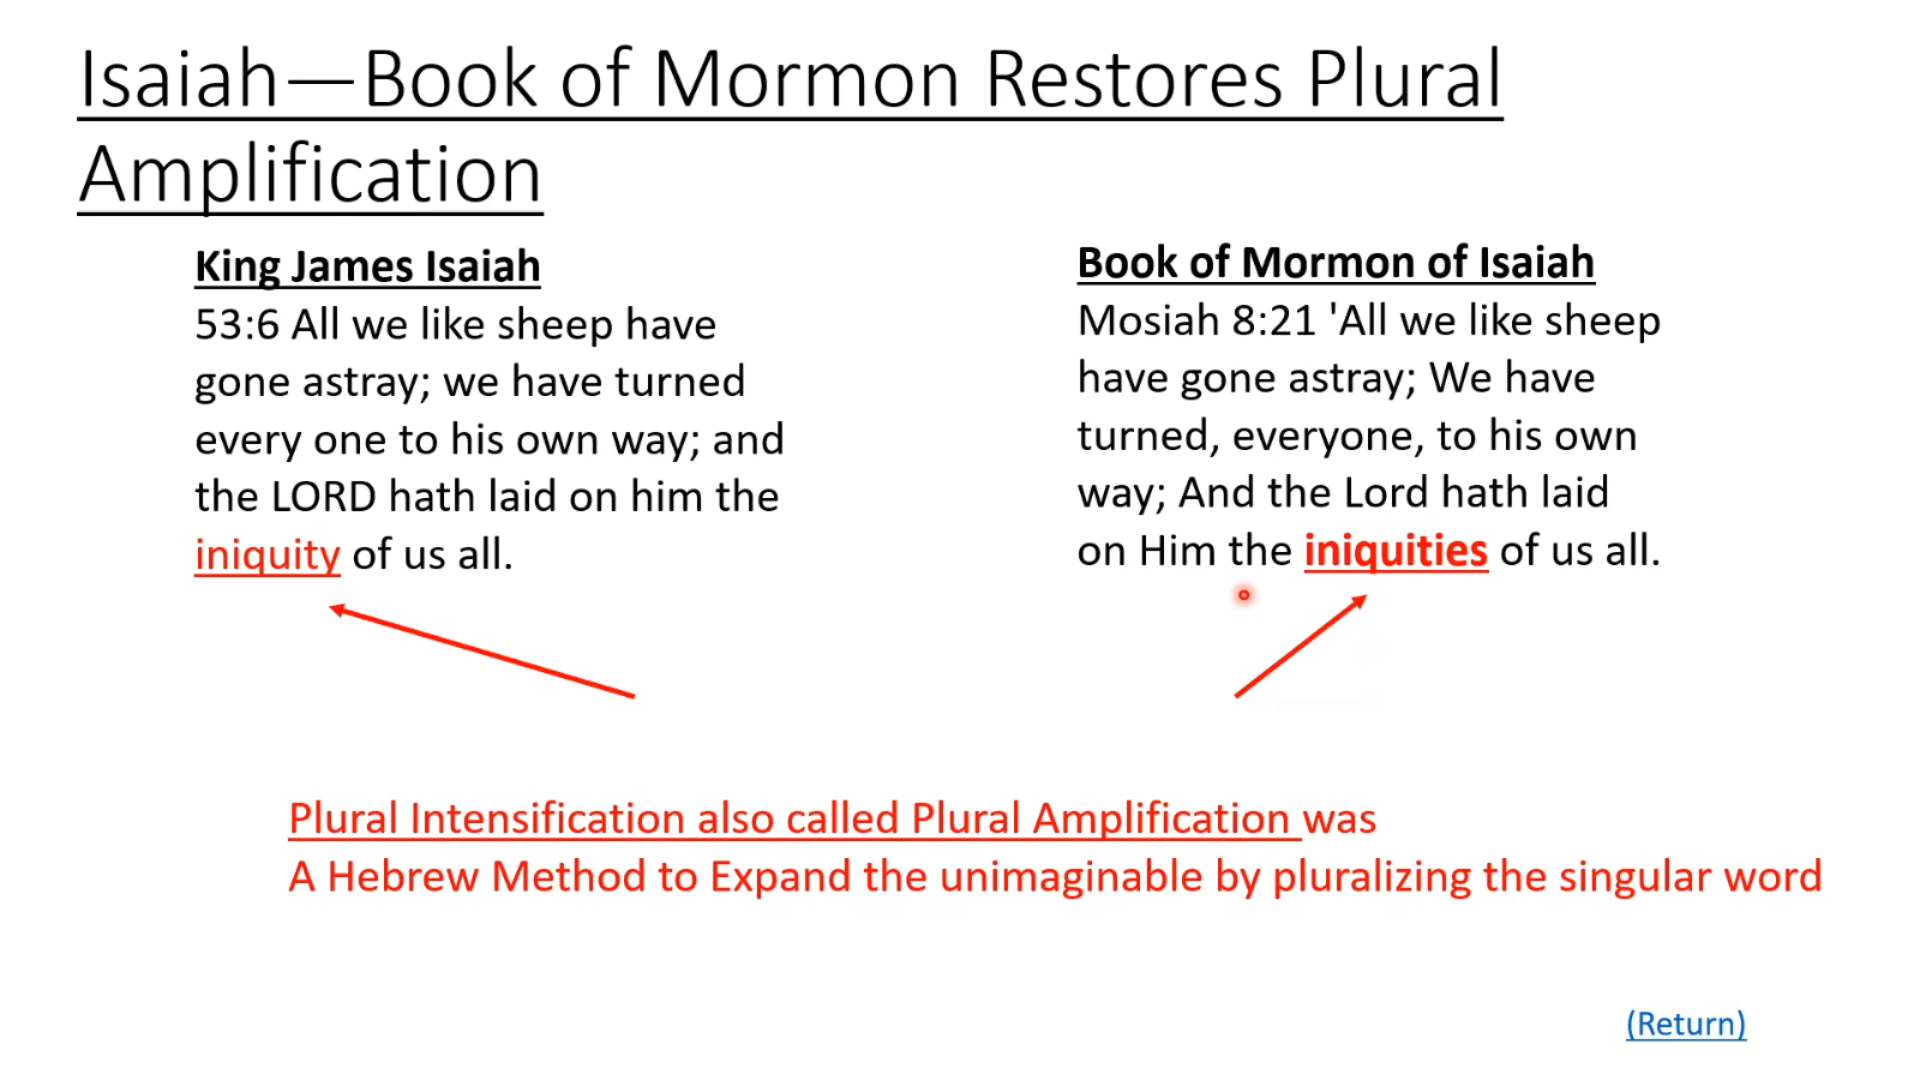 Isaiah—Book of Mormon Restores Plural
Amplification
King James Isaiah
53:6 All we like sheep have
gone astray; we have turned
every one to his own way; and
the LORD hath laid on him the
iniquity of us all.
Book of Mormon of Isaiah
Mosiah 8:21 'All we like sheep
have gone astray; We have
turned, everyone, to his own
way; And the Lord hath laid
on Him the iniquities of us all.
Plural Intensification also called Plural Amplification was
A Hebrew Method to Expand the unimaginable by pluralizing the singular word
(Return)